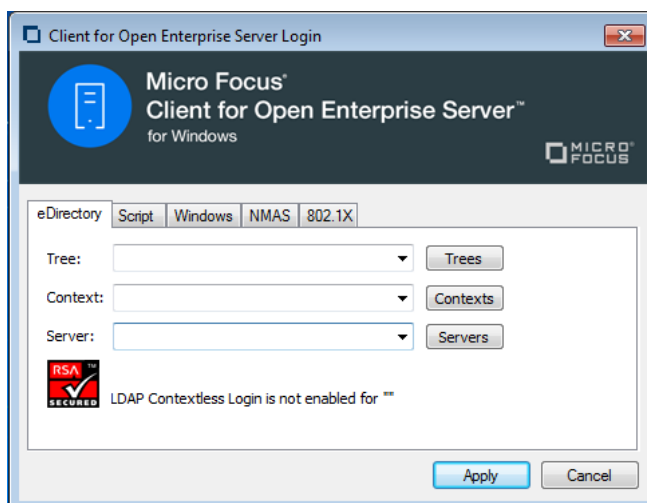 Client for Open Enterprise Server Login
Micro Focus®
Client for Open Enterprise Server™
for Windows
MICRO®
FOCUS
eDirectory Script Windows NMAS 802.1X
Tree: Trees
Context: Contexts
Server: Servers
RSA ™
SECURED
LDAP Contextless Login is not enabled for ""
Apply Cancel